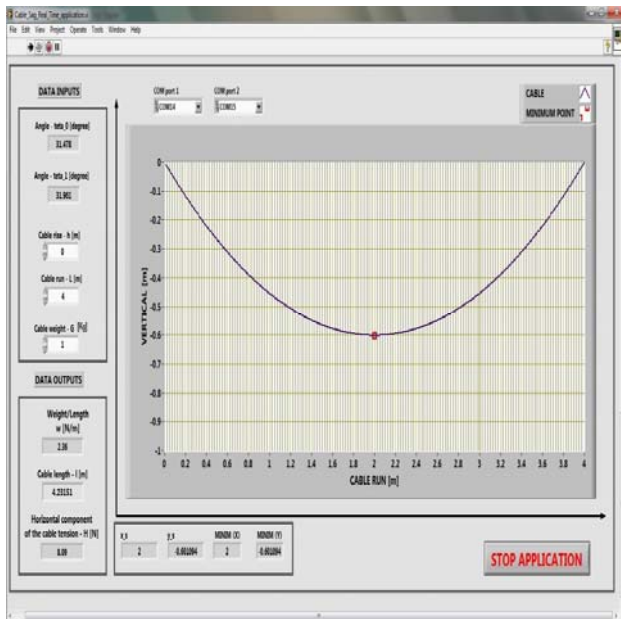 Cable_Sag_Real_Time_application.vi
File Edit View Project Operate Tools Window Help
DATA INPUTS
Angle - teta_0 [degree]
31.478
Angle - teta_1 [degree]
31.961
Cable rise - h [m]
0
Cable run - L [m]
4
Cable weight - G [Kg]
1
DATA OUTPUTS
Weight/Length
w [N/m]
2.36
Cable length - l [m]
4.23151
Horizontal component
of the cable tension - H [N]
8.09
COM port 1
COM14
COM port 2
COM15
CABLE
MINIMUM POINT
VERTICAL [m]
0
-0.1
-0.2
-0.3
-0.4
-0.5
-0.6
-0.7
-0.8
-0.9
-1
0 0.2 0.4 0.6 0.8 1 1.2 1.4 1.6 1.8 2 2.2 2.4 2.6 2.8 3 3.2 3.4 3.6 3.8 4
CABLE RUN [m]
x_s y_s MINIM (X) MINIM (Y)
2 -0.601094 2 -0.601094
STOP APPLICATION